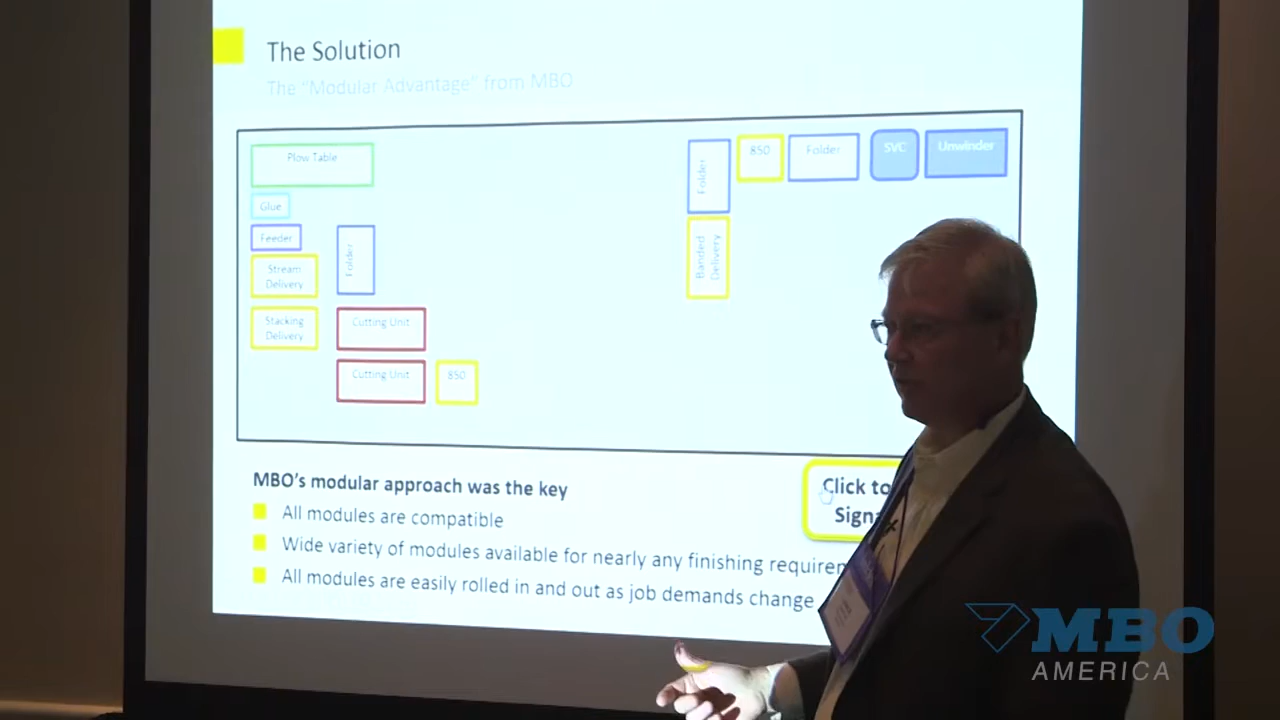 The Solution
The "Modular Advantage" from MBO
Plow Table
Glue
Feeder
Stream
Delivery
Stacking
Delivery
Folder
Cutting Unit
Cutting Unit
850
Folder
Banded
Delivery
850
Folder
SVC
Unwinder
MBO's modular approach was the key
All modules are compatible
Wide variety of modules available for nearly any finishing
All modules are easily rolled in and out as job demands change
Click to
MBO
AMERICA